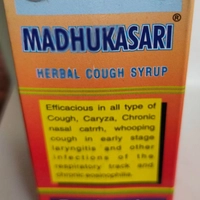 MADHUKASARI®
HERBAL COUGH SYRUP
Efficacious in all type of
Cough, Caryza, Chronic
nasal catrrh, whooping
cough in early stage
laryngitis and other
infections of the
respiratory track and
chronic eosinophilia.